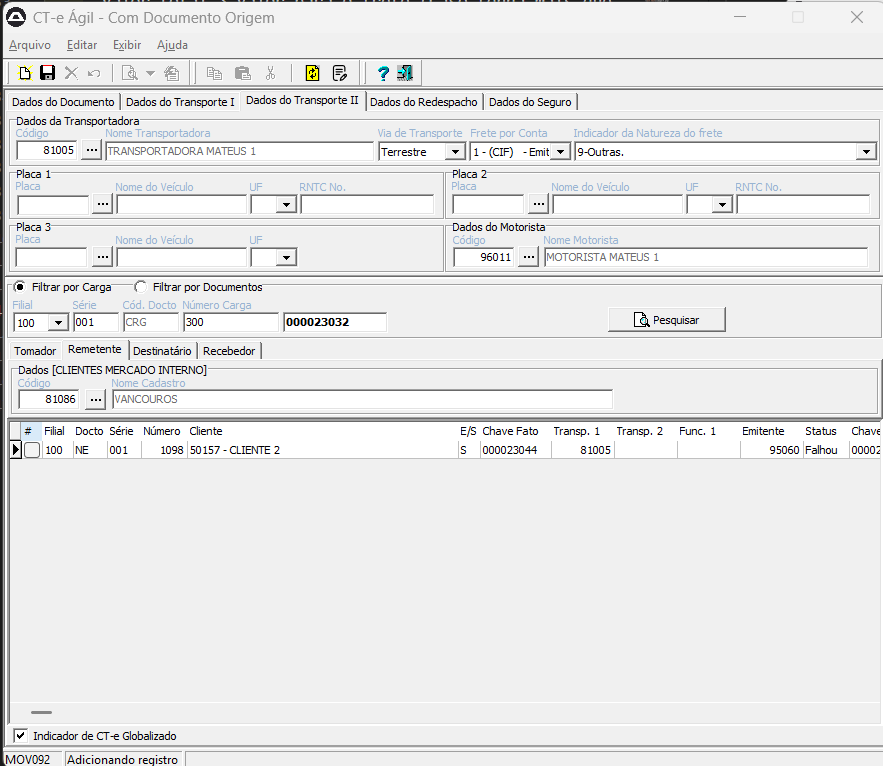 CT-e Ágil - Com Documento Origem
Arquivo Editar Exibir Ajuda
Dados do Documento Dados do Transporte I Dados do Transporte II Dados do Redespacho Dados do Seguro
Dados da Transportadora
Código Nome Transportadora Via de Transporte Frete por Conta Indicador da Natureza do frete
81005 ... TRANSPORTADORA MATEUS 1 Terrestre 1 - (CIF) - Emit 9-Outras.
Placa 1 Placa 2
Placa Nome do Veículo UF RNTC No. Placa Nome do Veículo UF RNTC No.
... ...
Placa 3 Dados do Motorista
Placa Nome do Veículo UF Código Nome Motorista
... 96011 ... MOTORISTA MATEUS 1
Filtrar por Carga Filtrar por Documentos
Filial Série Cód. Docto Número Carga
100 001 CRG 300 000023032 Pesquisar
Tomador Remetente Destinatário Recebedor
Dados [CLIENTES MERCADO INTERNO]
Código Nome Cadastro
81086 ... VANCOUROS
# Filial Docto Série Número Cliente E/S Chave Fato Transp. 1 Transp. 2 Func. 1 Emitente Status Chave
100 NE 001 1098 50157 - CLIENTE 2 S 000023044 81005 95060 Falhou 00002
Indicador de CT-e Globalizado
MOV092 Adicionando registro